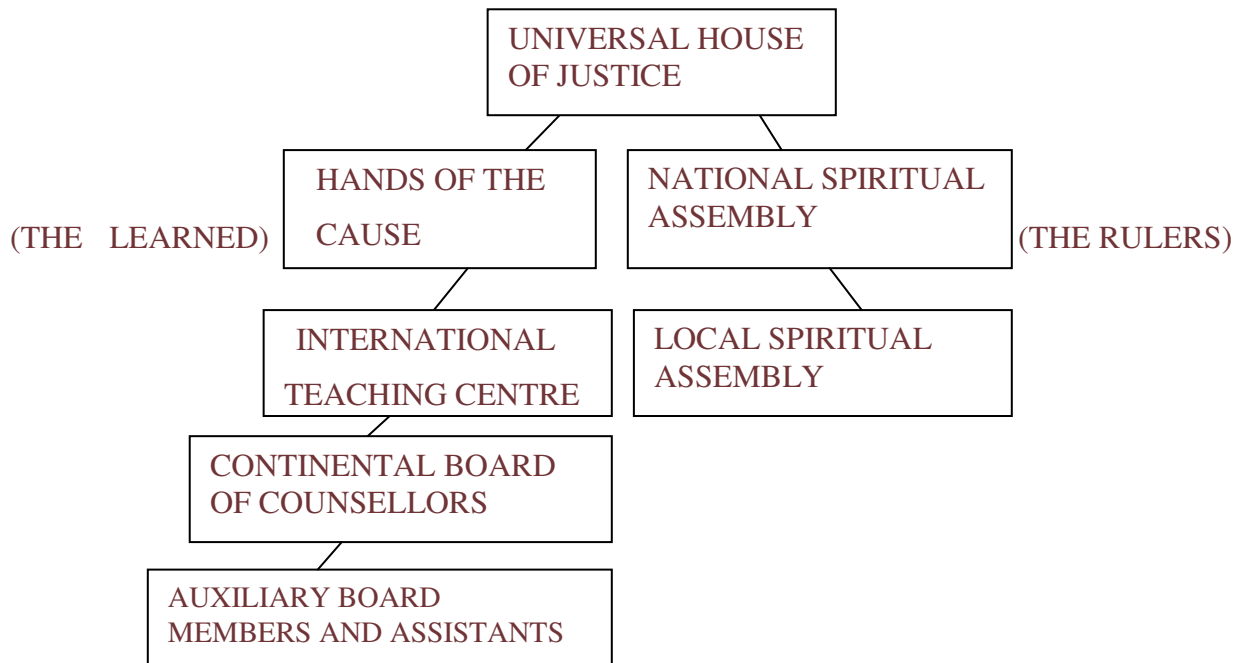 UNIVERSAL HOUSE
OF JUSTICE
HANDS OF THE
CAUSE
(THE LEARNED)
NATIONAL SPIRITUAL
ASSEMBLY
(THE RULERS)
INTERNATIONAL
TEACHING CENTRE
LOCAL SPIRITUAL
ASSEMBLY
CONTINENTAL BOARD
OF COUNSELLORS
AUXILIARY BOARD
MEMBERS AND ASSISTANTS